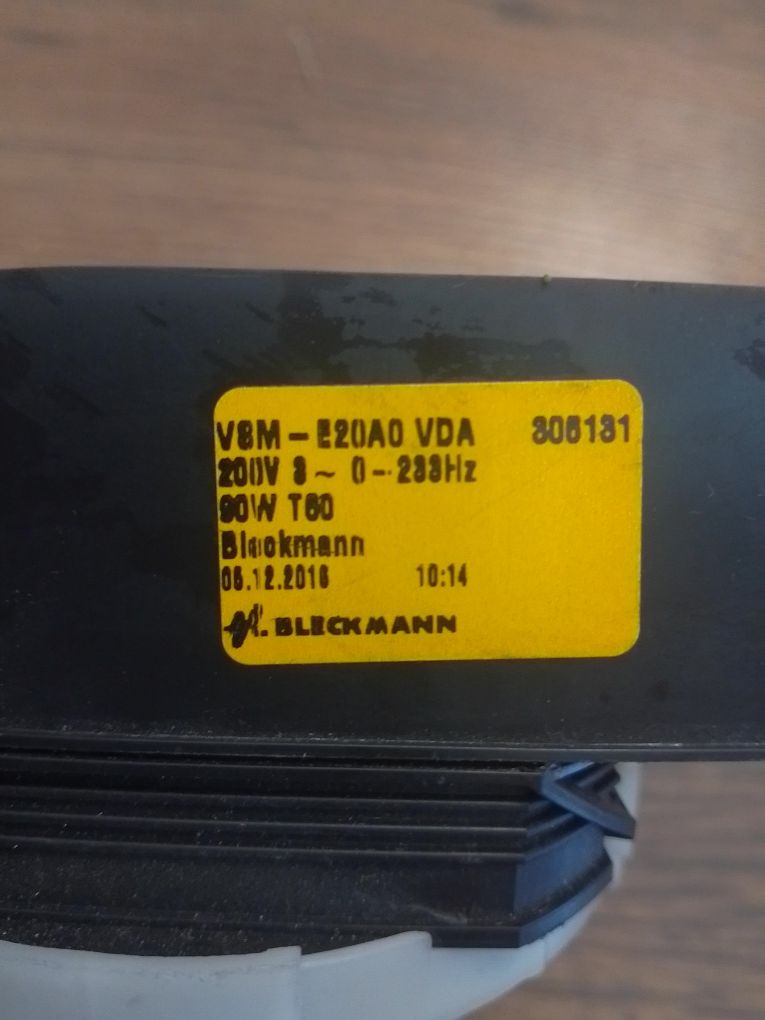 VSM - E20A0 VDA 306131
200V 3 ~ 0 - 233Hz
90W T60
Bleckmann
06.12.2016 10:14
BLECKMANN